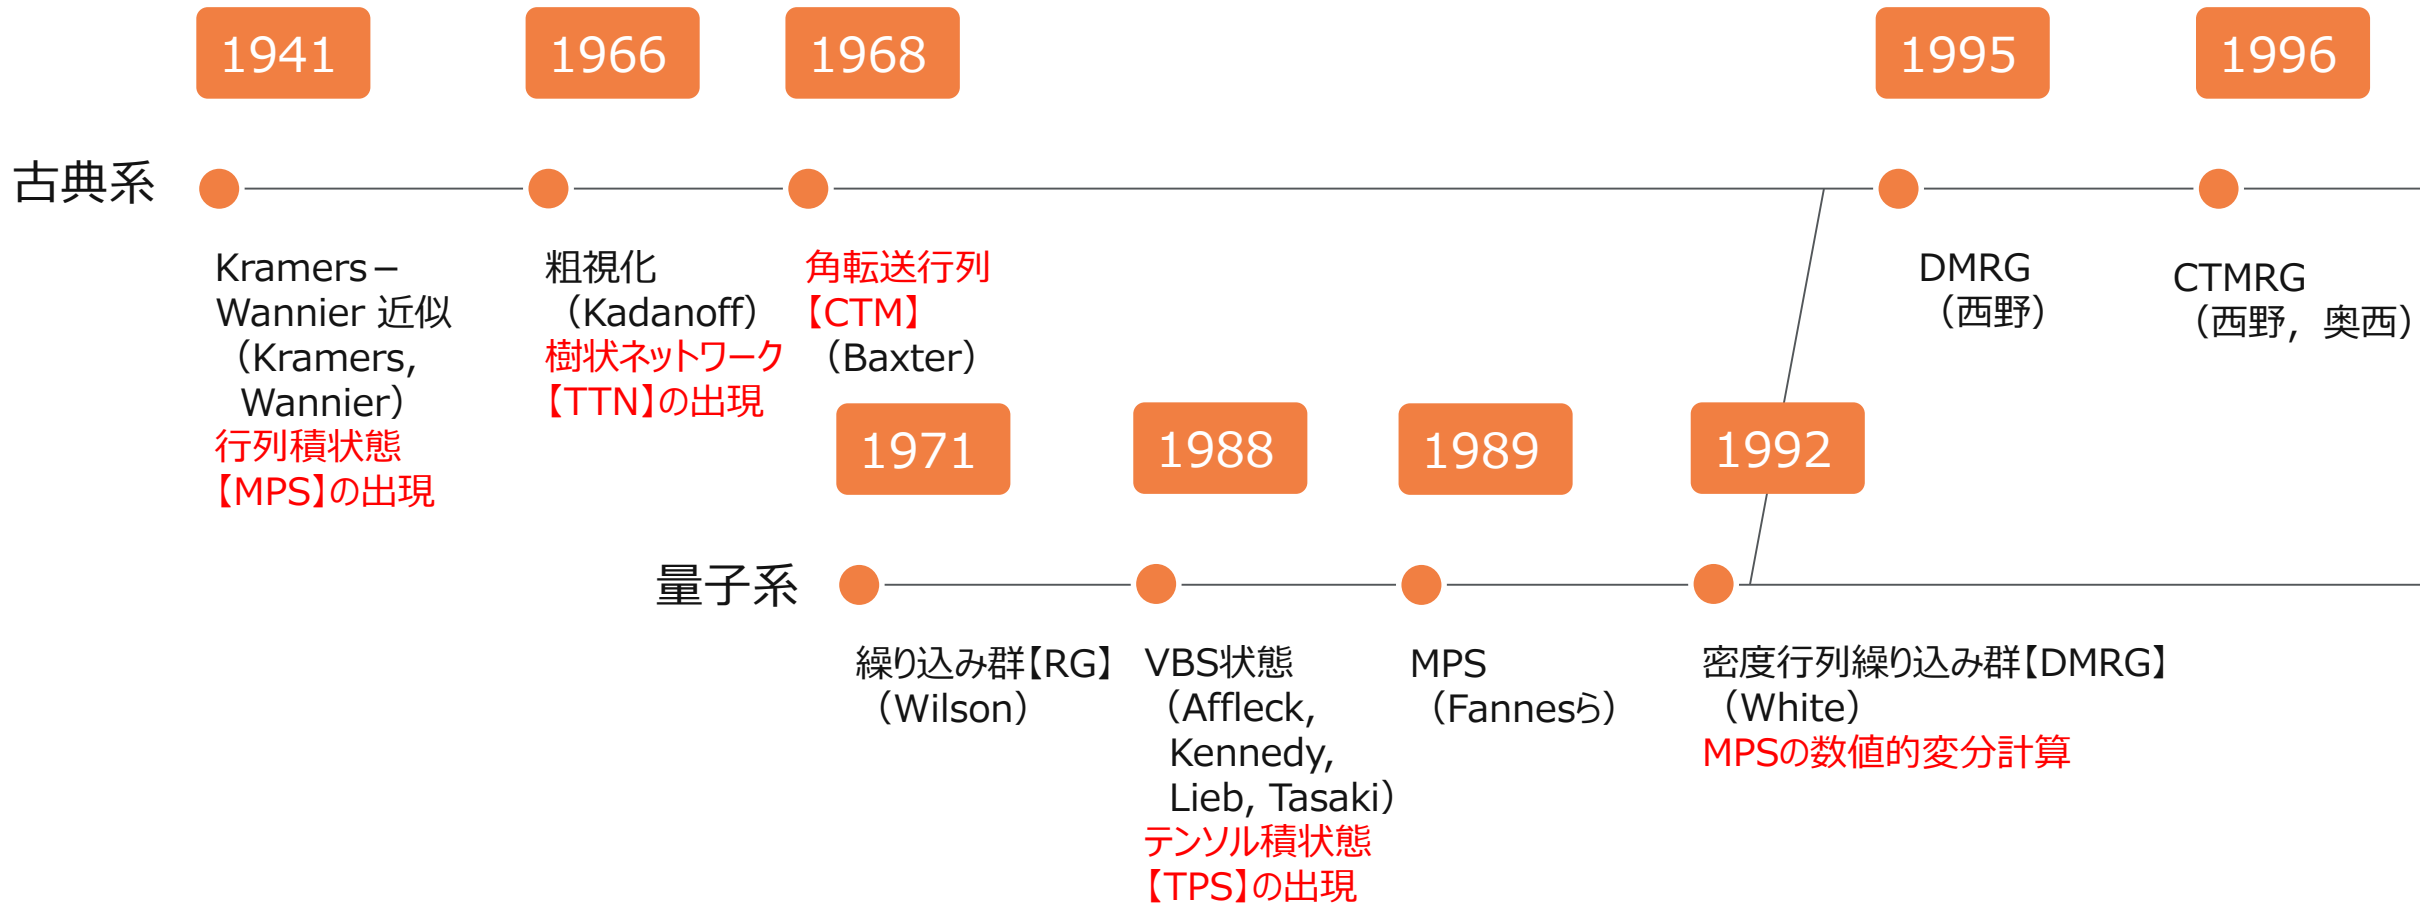 1941
1966
1968
1995
1996
古典系
Kramers－
Wannier 近似
（Kramers,
Wannier）
行列積状態
【MPS】の出現
粗視化
（Kadanoff）
樹状ネットワーク
【TTN】の出現
角転送行列
【CTM】
（Baxter）
DMRG
（西野）
CTMRG
（西野，奥西）
1971
1988
1989
1992
量子系
繰り込み群【RG】
（Wilson）
VBS状態
（Affleck,
Kennedy,
Lieb, Tasaki）
テンソル積状態
【TPS】の出現
MPS
（Fannesら）
密度行列繰り込み群【DMRG】
（White）
MPSの数値的変分計算